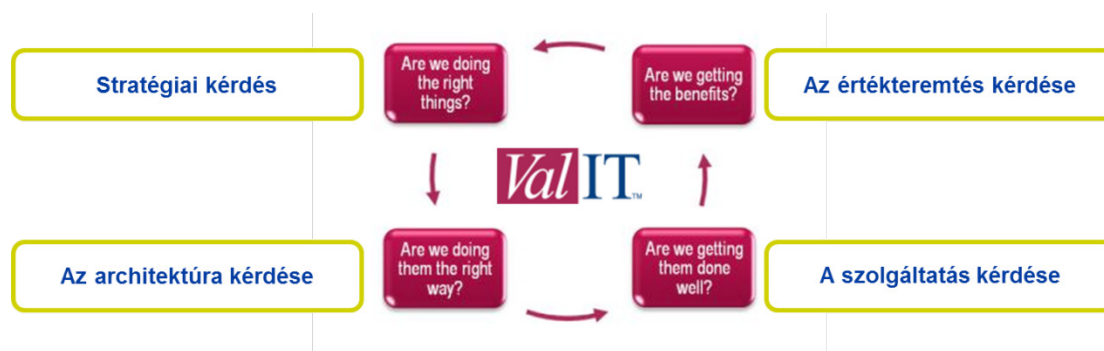 Stratégiai kérdés
Are we doing
the right
things?
Are we getting
the benefits?
Az értékteremtés kérdése
Val IT™
Az architektúra kérdése
Are we doing
them the right
way?
Are we getting
them done
well?
A szolgáltatás kérdése